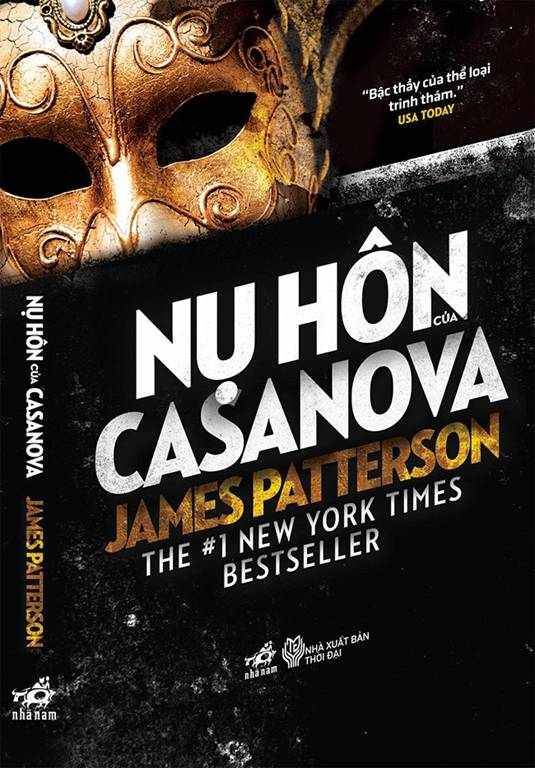 “Bậc thầy của thể loại
trinh thám.”
USA TODAY
NỤ HÔN
CỦA
CASANOVA
JAMES PATTERSON
THE #1 NEW YORK TIMES
BESTSELLER
nhã nam
NHÀ XUẤT BẢN
THỜI ĐẠI
NỤ HÔN CỦA CASANOVA
JAMES PATTERSON
nhã nam